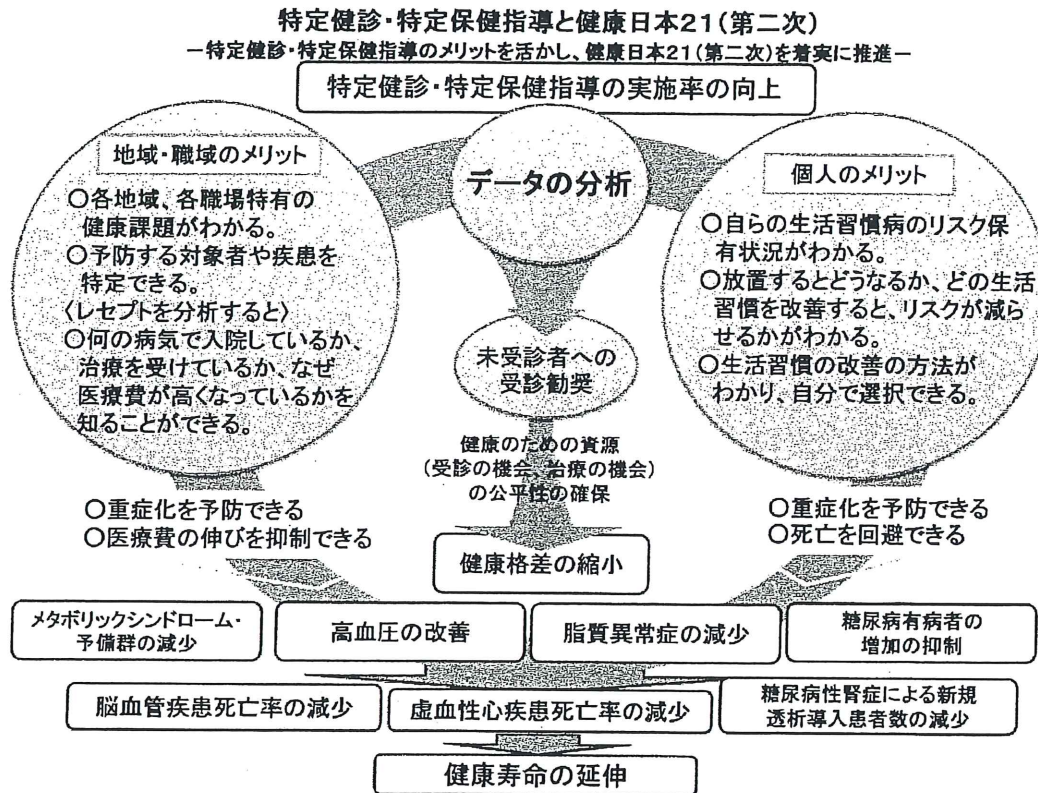 特定健診・特定保健指導と健康日本21(第二次)
－特定健診・特定保健指導のメリットを活かし、健康日本21(第二次)を着実に推進－
特定健診・特定保健指導の実施率の向上
地域・職域のメリット
〇各地域、各職場特有の
健康課題がわかる。
〇予防する対象者や疾患を
特定できる。
〈レセプトを分析すると〉
〇何の病気で入院しているか、
治療を受けているか、なぜ
医療費が高くなっているかを
知ることができる。
〇重症化を予防できる
〇医療費の伸びを抑制できる
データの分析
未受診者への
受診勧奨
健康のための資源
(受診の機会、治療の機会)
の公平性の確保
健康格差の縮小
個人のメリット
〇自らの生活習慣病のリスク保
有状況がわかる。
〇放置するとどうなるか、どの生活
習慣を改善すると、リスクが減ら
せるかがわかる。
〇生活習慣の改善の方法が
わかり、自分で選択できる。
〇重症化を予防できる
〇死亡を回避できる
メタボリックシンドローム・
予備群の減少
高血圧の改善
脂質異常症の減少
糖尿病有病者の
増加の抑制
脳血管疾患死亡率の減少
虚血性心疾患死亡率の減少
糖尿病性腎症による新規
透析導入患者数の減少
健康寿命の延伸